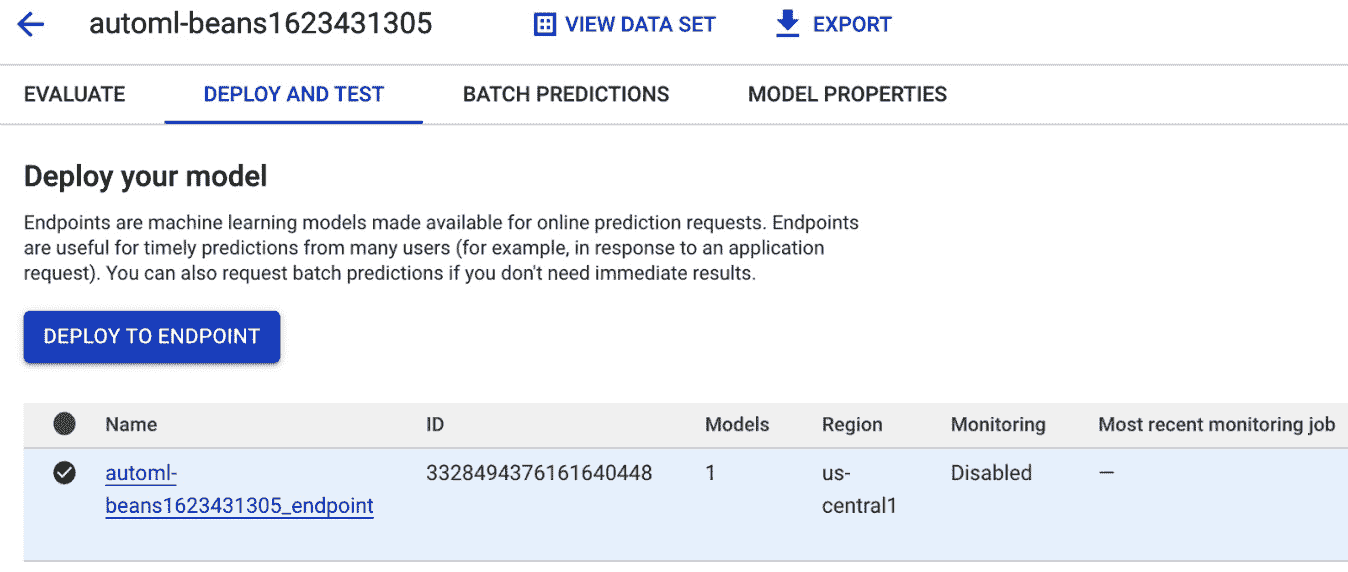 automl-beans1623431305 VIEW DATA SET EXPORT
EVALUATE DEPLOY AND TEST BATCH PREDICTIONS MODEL PROPERTIES
Deploy your model
Endpoints are machine learning models made available for online prediction requests. Endpoints
are useful for timely predictions from many users (for example, in response to an application
request). You can also request batch predictions if you don't need immediate results.
DEPLOY TO ENDPOINT
Name ID Models Region Monitoring Most recent monitoring job
automl- 3328494376161640448 1 us- Disabled —
beans1623431305_endpoint central1